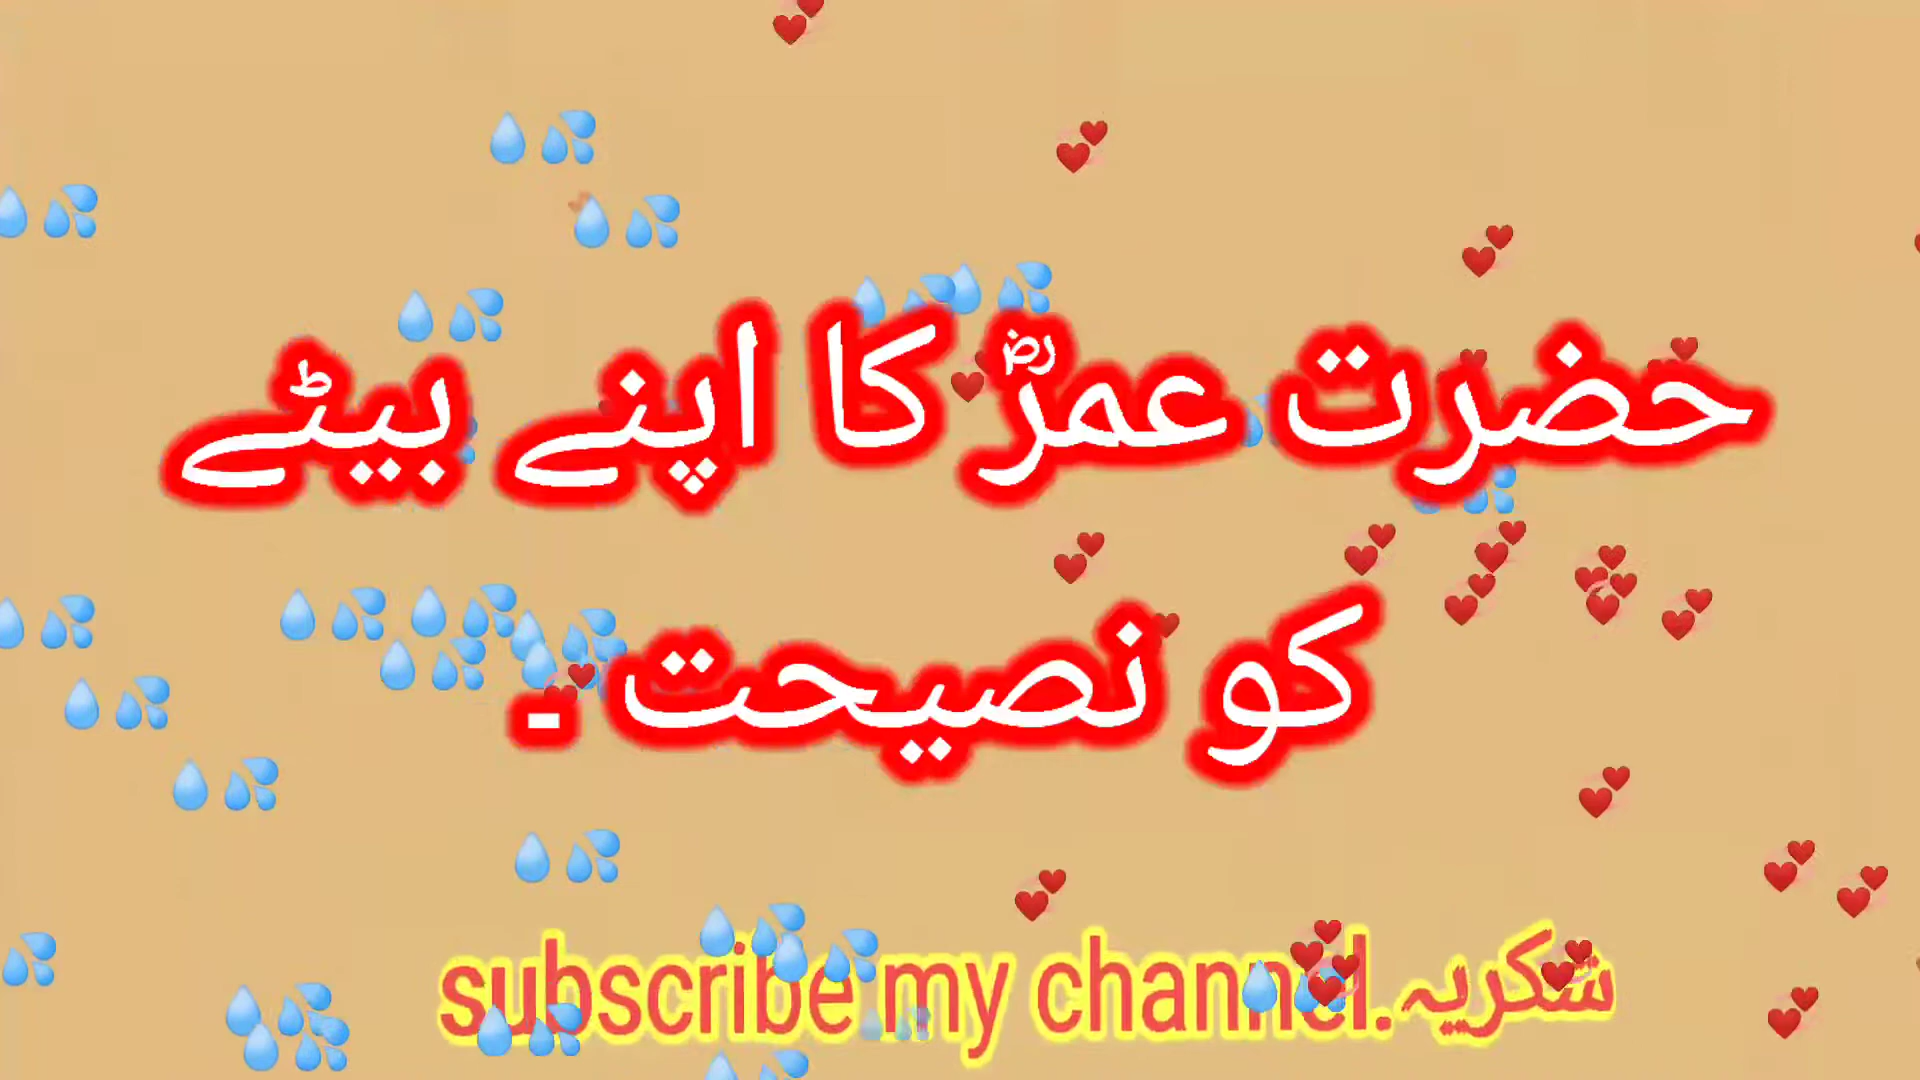 حضرت عمرؓ کا اپنے بیٹے
کو نصیحت ۔
subscribe my channel.شکریہ